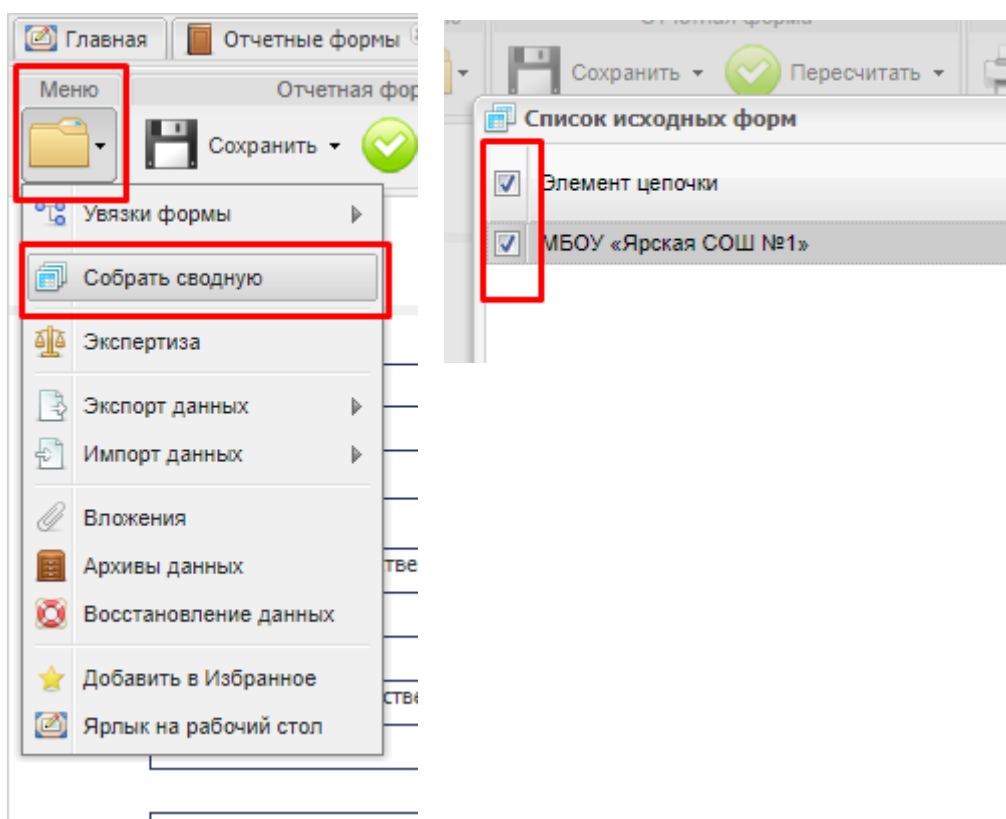 Главная
Отчетные формы
Меню
Отчетная фор
Сохранить
Увязки формы
Собрать сводную
Экспертиза
Экспорт данных
Импорт данных
Вложения
Архивы данных
Восстановление данных
Добавить в Избранное
Ярлык на рабочий стол
тве
стве
Сохранить
Пересчитать
Список исходных форм
Элемент цепочки
МБОУ «Ярская СОШ №1»